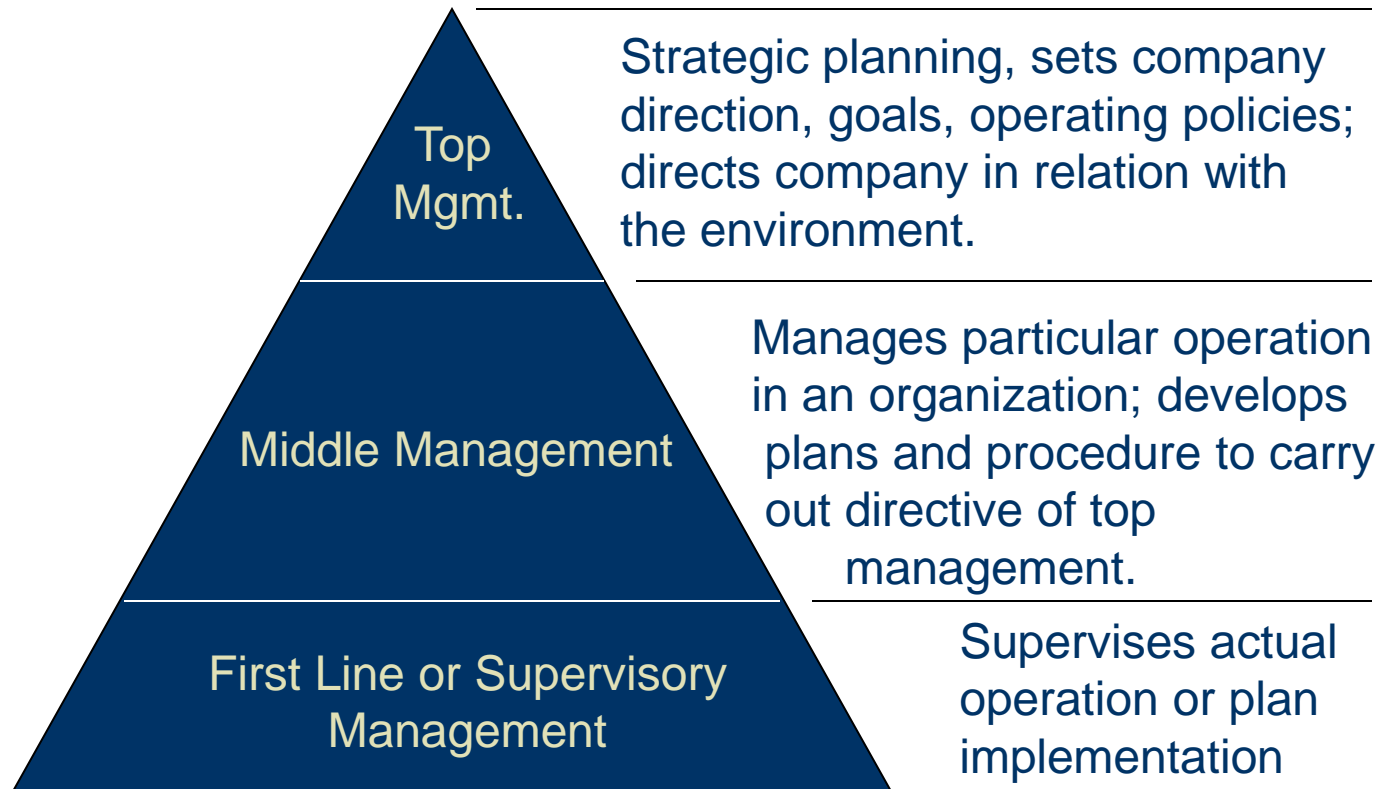 Top
Mgmt.
Strategic planning, sets company
direction, goals, operating policies;
directs company in relation with
the environment.
Middle Management
Manages particular operation
in an organization; develops
plans and procedure to carry
out directive of top
management.
First Line or Supervisory
Management
Supervises actual
operation or plan
implementation